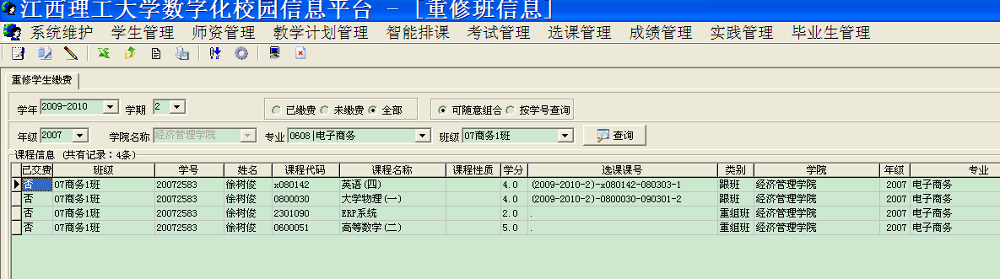 江西理工大学数字化校园信息平台 - [重修班信息]
系统维护 学生管理 师资管理 教学计划管理 智能排课 考试管理 选课管理 成绩管理 实践管理 毕业生管理
重修学生缴费
学年 2009-2010 学期 2 已缴费 未缴费 全部 可随意组合 按学号查询
年级 2007 学院名称 经济管理学院 专业 0608|电子商务 班级 07商务1班 查询
课程信息 (共有记录：4条)
已交费 班级 学号 姓名 课程代码 课程名称 课程性质 学分 选课课号 类别 学院 年级 专业
否 07商务1班 20072583 徐树俊 x080142 英语(四) 4.0 (2009-2010-2)-x080142-080303-1 跟班 经济管理学院 2007 电子商务
否 07商务1班 20072583 徐树俊 0800030 大学物理(一) 4.0 (2009-2010-2)-0800030-090301-2 跟班 经济管理学院 2007 电子商务
否 07商务1班 20072583 徐树俊 2301090 ERP系统 2.0 . 重组班 经济管理学院 2007 电子商务
否 07商务1班 20072583 徐树俊 0600051 高等数学(二) 5.0 . 重组班 经济管理学院 2007 电子商务